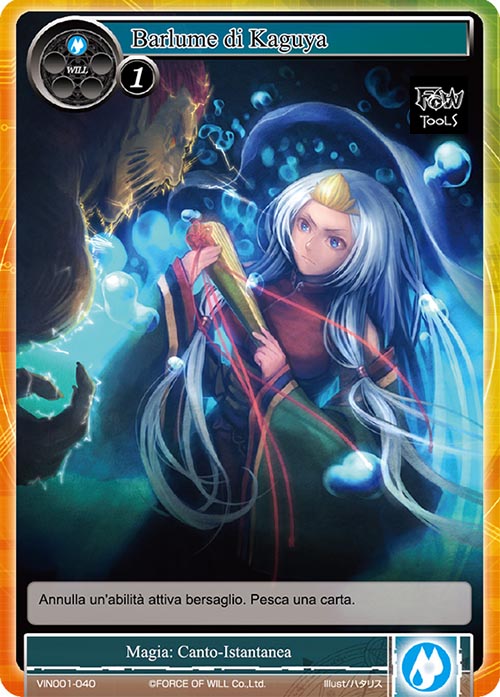 Barlume di Kaguya
WILL
1
FOW
TOOLS
Annulla un'abilità attiva bersaglio. Pesca una carta.
Magia: Canto-Istantanea
VIN001-040 ©FORCE OF WILL Co.,Ltd. Illust/ハタリス